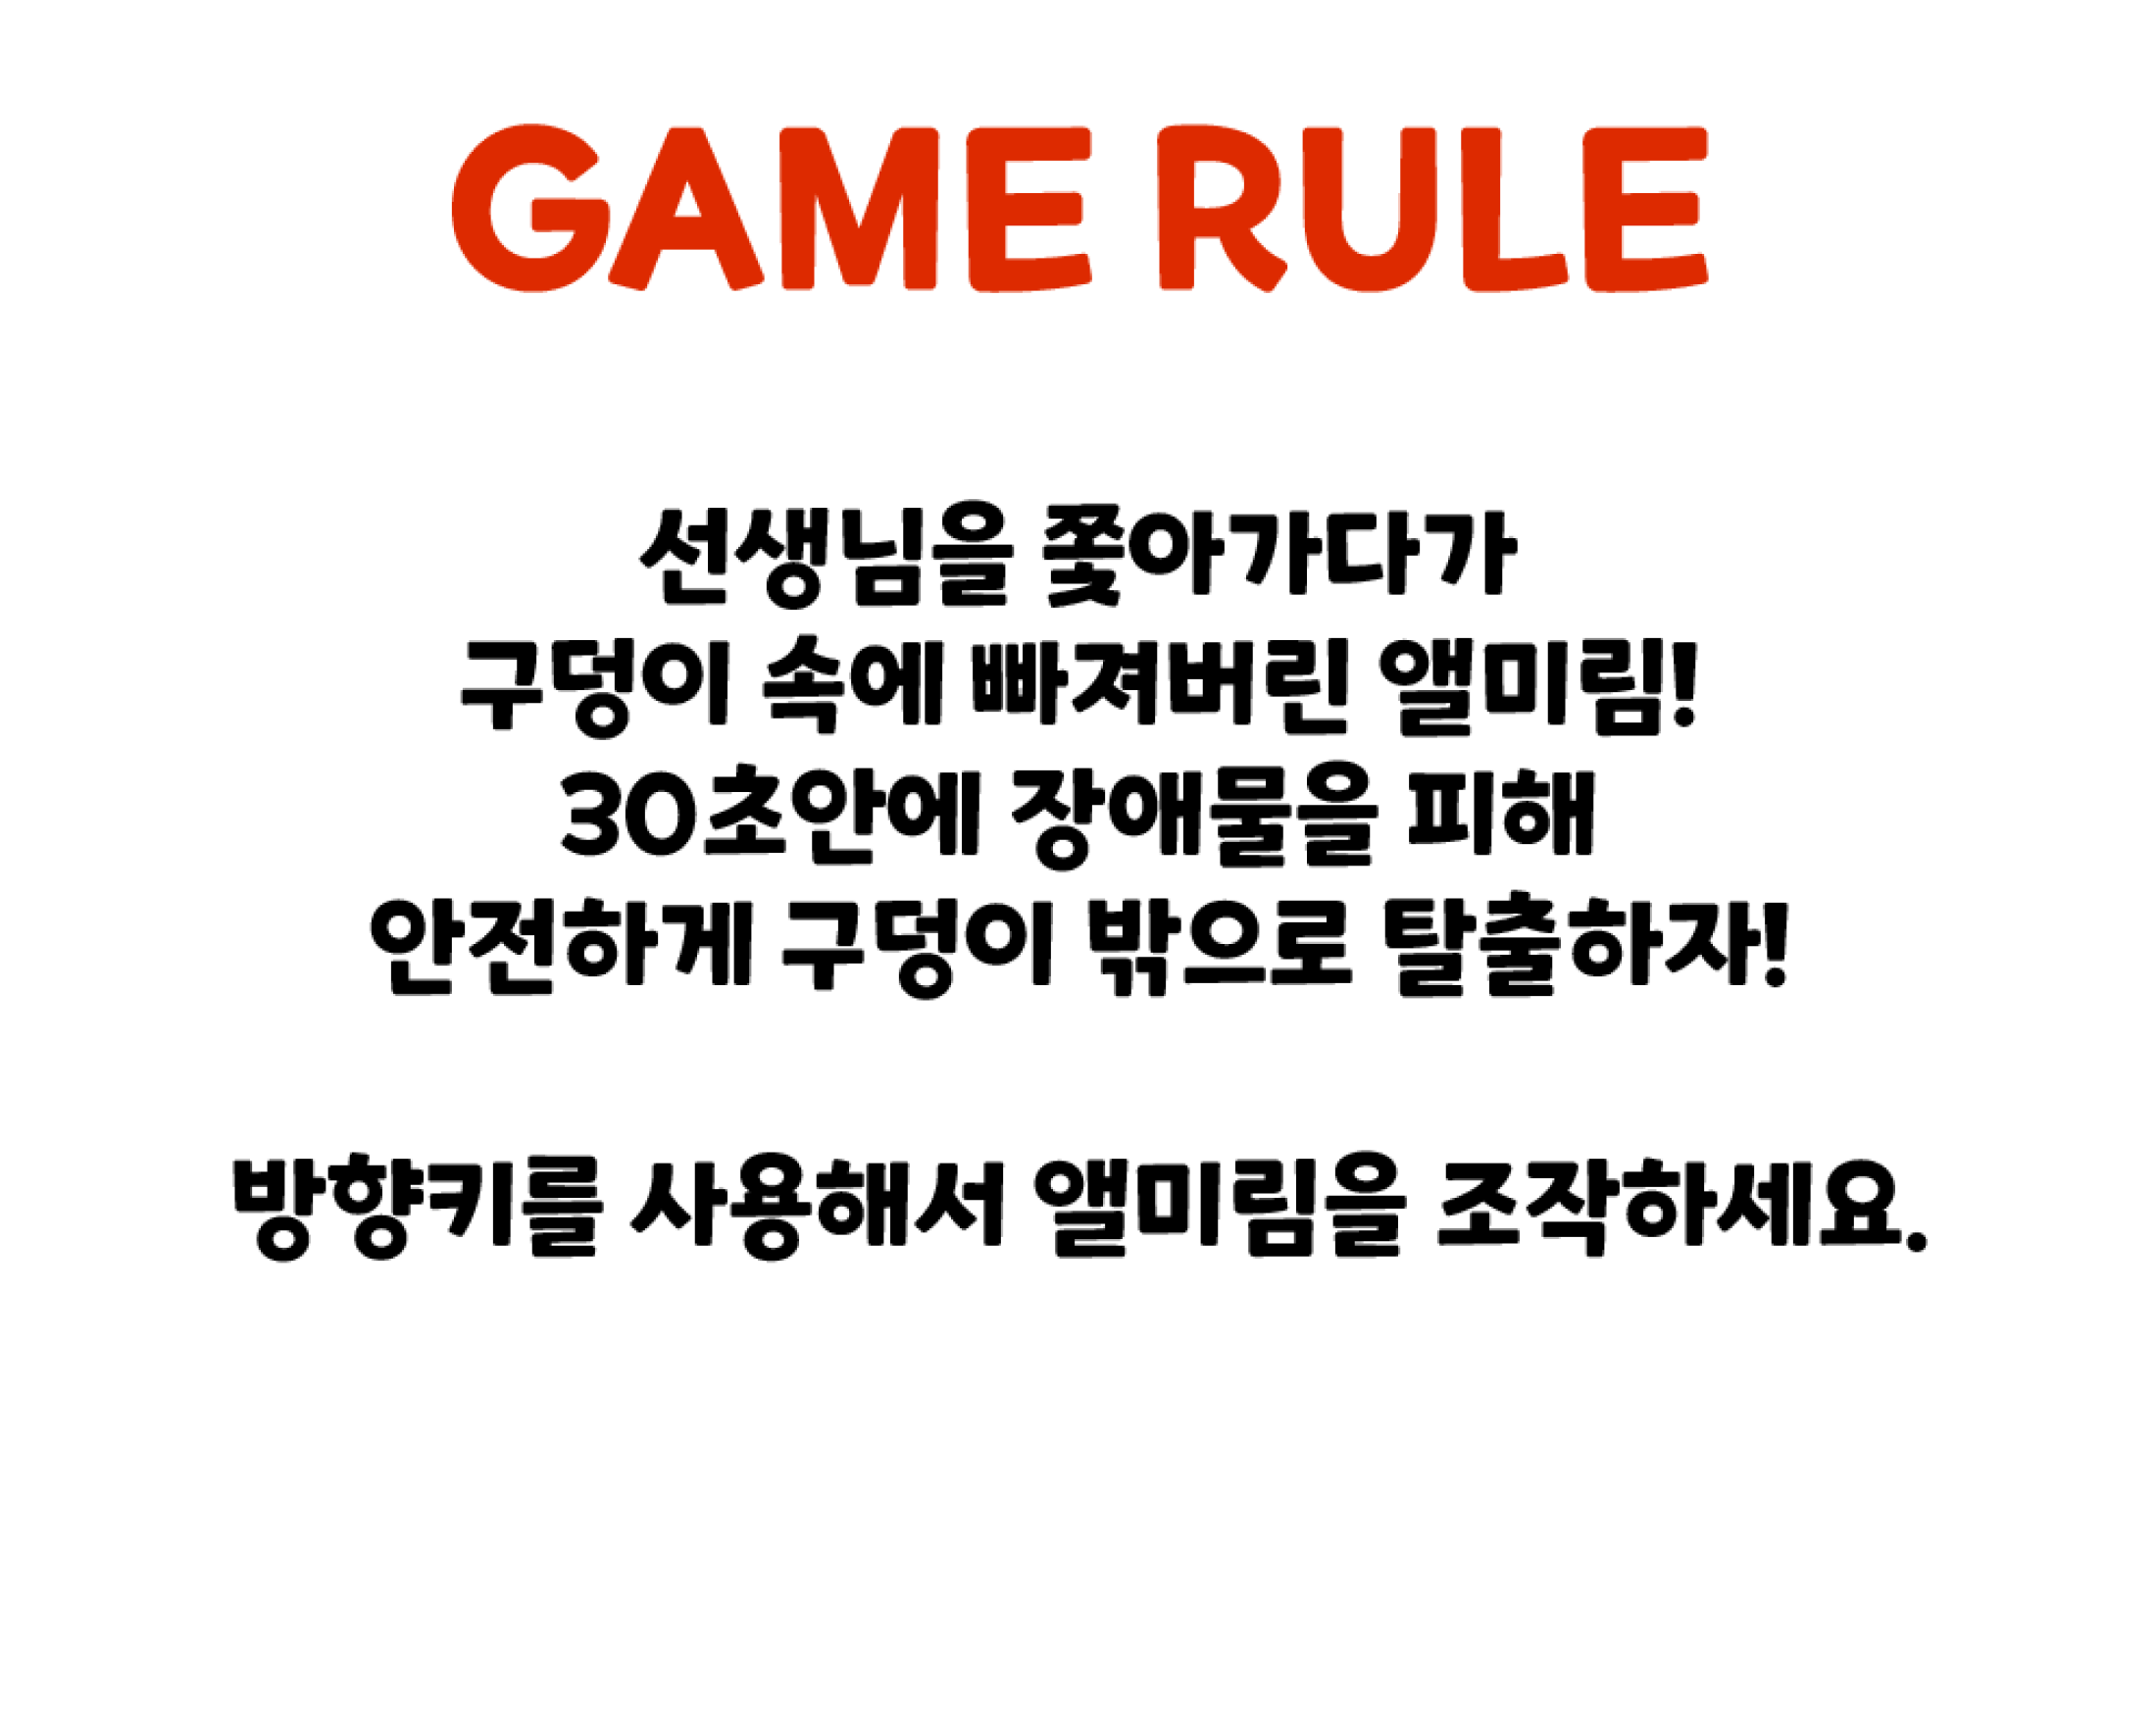 GAME RULE
선생님을 쫓아가다가
구덩이 속에 빠져버린 앨미림!
30초안에 장애물을 피해
안전하게 구덩이 밖으로 탈출하자!
방향키를 사용해서 앨미림을 조작하세요.